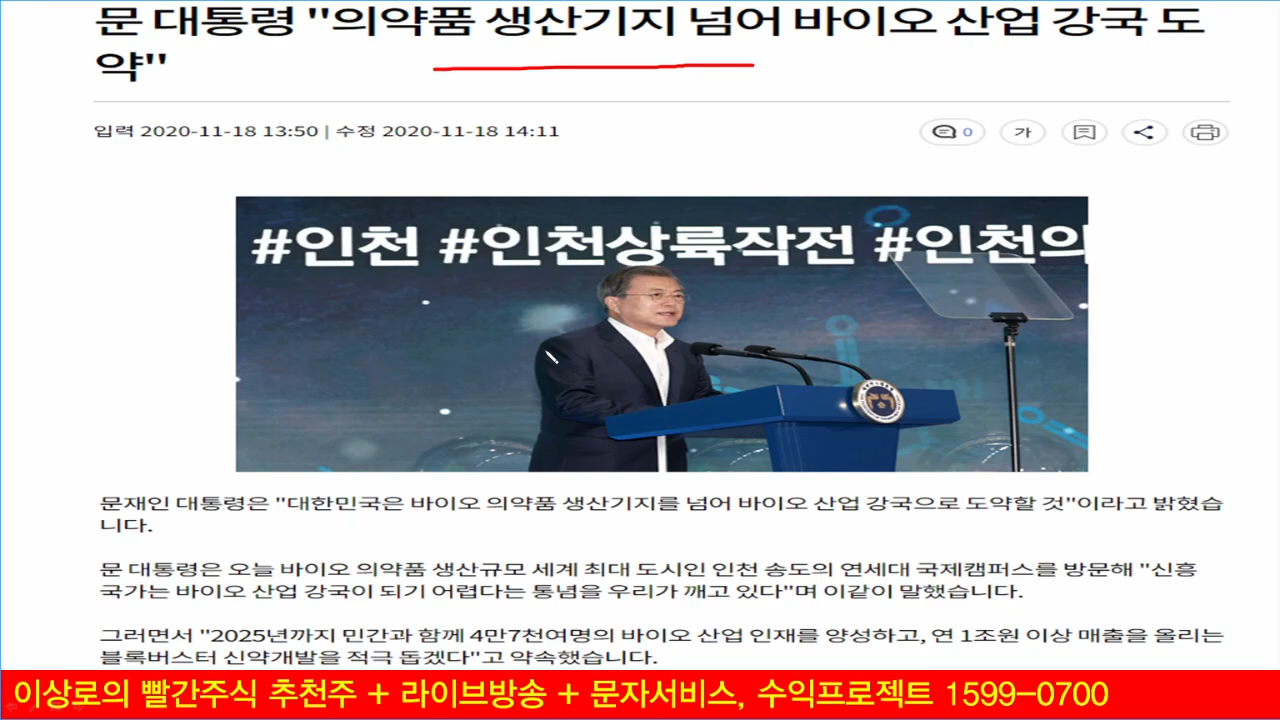 문 대통령 "의약품 생산기지 넘어 바이오 산업 강국 도
약"
입력 2020-11-18 13:50 | 수정 2020-11-18 14:11
0
가
#인천 #인천상륙작전 #인천의
문재인 대통령은 "대한민국은 바이오 의약품 생산기지를 넘어 바이오 산업 강국으로 도약할 것"이라고 밝혔습
니다.
문 대통령은 오늘 바이오 의약품 생산규모 세계 최대 도시인 인천 송도의 연세대 국제캠퍼스를 방문해 "신흥
국가는 바이오 산업 강국이 되기 어렵다는 통념을 우리가 깨고 있다"며 이같이 말했습니다.
그러면서 "2025년까지 민간과 함께 4만7천여명의 바이오 산업 인재를 양성하고, 연 1조원 이상 매출을 올리는
블록버스터 신약개발을 적극 돕겠다"고 약속했습니다.
이상로의 빨간주식 추천주 + 라이브방송 + 문자서비스, 수익프로젝트 1599-0700